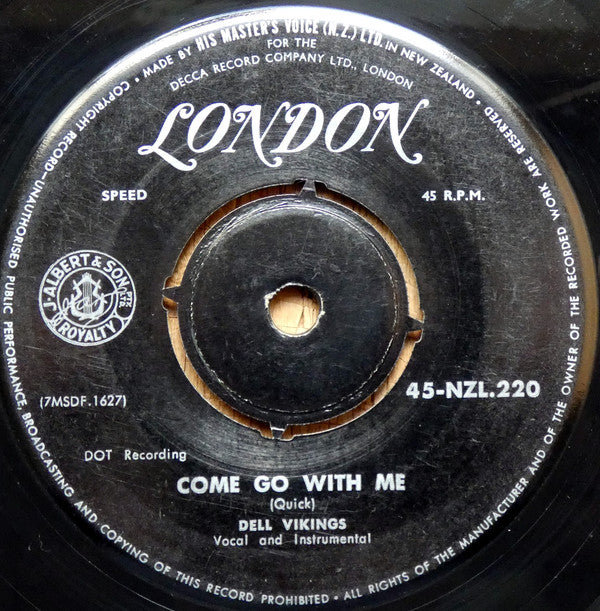 COPYRIGHT RECORD—UNAUTHORISED PUBLIC PERFORMANCE, BROADCASTING AND COPYING OF THIS RECORD PROHIBITED • ALL RIGHTS OF THE MANUFACTURER AND OF THE OWNER OF THE RECORDED WORK ARE RESERVED •
MADE BY HIS MASTER'S VOICE (N.Z.) LTD. IN NEW ZEALAND
FOR THE
DECCA RECORD COMPANY LTD., LONDON
LONDON
SPEED
45 R.P.M.
J. ALBERT & SON PTY. LTD.
ROYALTY
(7MSDF.1627)
45-NZL.220
DOT Recording
COME GO WITH ME
(Quick)
DELL VIKINGS
Vocal and Instrumental